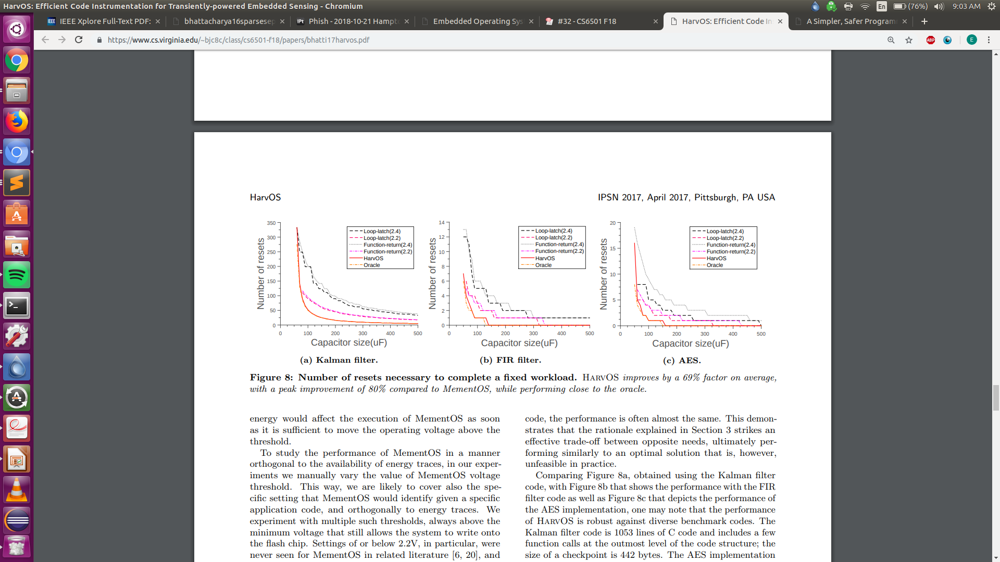 HarvOS: Efficient Code Instrumentation for Transiently-powered Embedded Sensing - Chromium
En (76%) 9:03 AM
IEEE Xplore Full-Text PDF:
bhattacharya16sparsesep
Phish - 2018-10-21 Hampt
Embedded Operating Sys
#32 - CS6501 F18
HarvOS: Efficient Code In
A Simpler, Safer Program
https://www.cs.virginia.edu/~bjc8c/class/cs6501-f18/papers/bhatti17harvos.pdf
ABP
E
HarvOS
IPSN 2017, April 2017, Pittsburgh, PA USA
Number of resets
350
300
250
200
150
100
50
0
Loop-latch(2.4)
Loop-latch(2.2)
Function-return(2.4)
Function-return(2.2)
HarvOS
Oracle
0 100 200 300 400 500
Capacitor size(uF)
(a) Kalman filter.
Number of resets
14
12
10
8
6
4
2
0
Loop-latch(2.4)
Loop-latch(2.2)
Function-return(2.4)
Function-return(2.2)
HarvOS
Oracle
0 100 200 300 400 500
Capacitor size(uF)
(b) FIR filter.
Number of resets
20
15
10
5
0
Loop-latch(2.4)
Loop-latch(2.2)
Function-return(2.4)
Function-return(2.2)
HarvOS
Oracle
0 100 200 300 400 500
Capacitor size(uF)
(c) AES.
Figure 8: Number of resets necessary to complete a fixed workload. HARVOS improves by a 69% factor on average,
with a peak improvement of 80% compared to MementOS, while performing close to the oracle.
energy would affect the execution of MementOS as soon
as it is sufficient to move the operating voltage above the
threshold.
To study the performance of MementOS in a manner
orthogonal to the availability of energy traces, in our exper-
iments we manually vary the value of MementOS voltage
threshold. This way, we are likely to cover also the spe-
cific setting that MementOS would identify given a specific
application code, and orthogonally to energy traces. We
experiment with multiple such thresholds, always above the
minimum voltage that still allows the system to write onto
the flash chip. Settings of or below 2.2V, in particular, were
never seen for MementOS in related literature [6, 20], and
code, the performance is often almost the same. This demon-
strates that the rationale explained in Section 3 strikes an
effective trade-off between opposite needs, ultimately per-
forming similarly to an optimal solution that is, however,
unfeasible in practice.
Comparing Figure 8a, obtained using the Kalman filter
code, with Figure 8b that shows the performance with the FIR
filter code as well as Figure 8c that depicts the performance of
the AES implementation, one may note that the performance
of HARVOS is robust against diverse benchmark codes. The
Kalman filter code is 1053 lines of C code and includes a few
function calls at the outmost level of the code structure; the
size of a checkpoint is 442 bytes. The AES implementation